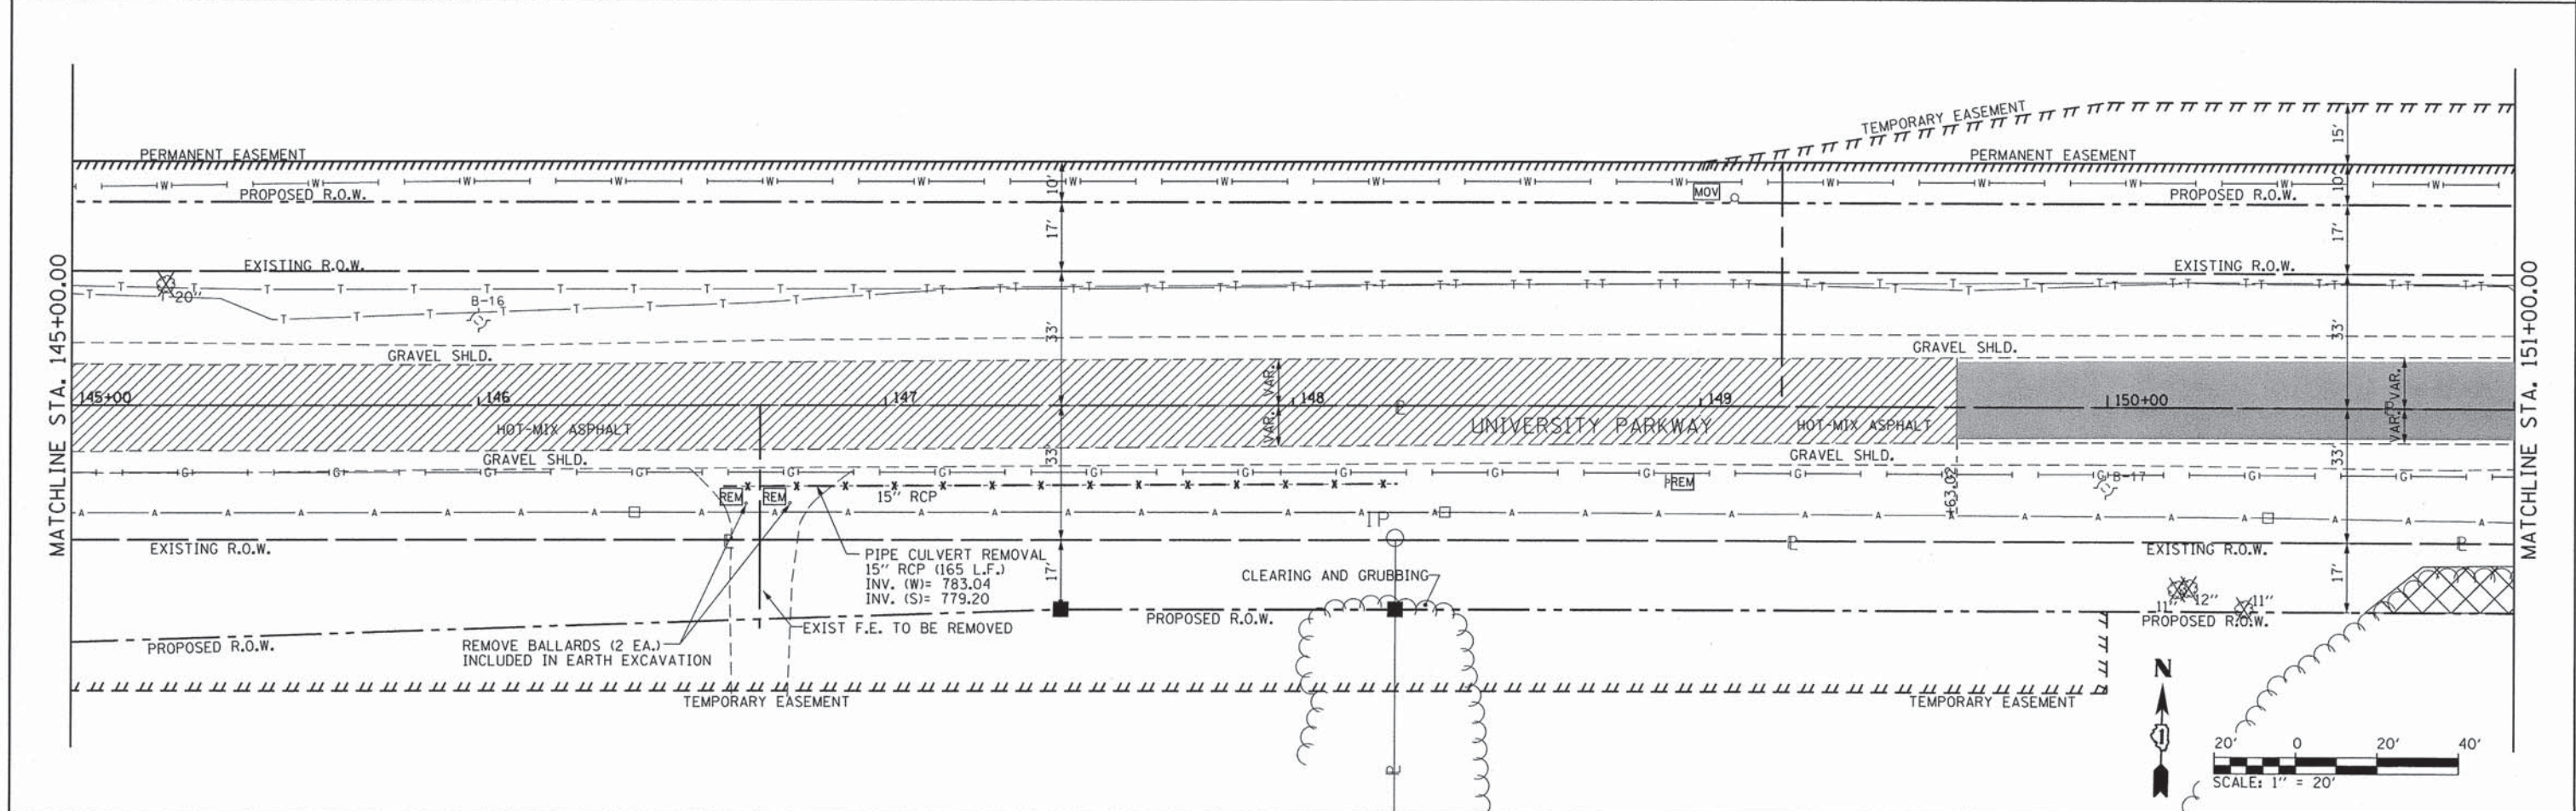 TEMPORARY EASEMENT
15'
PERMANENT EASEMENT
PERMANENT EASEMENT
W W W W W W W W W W W W W W W W
10'
MOV
10'
PROPOSED R.O.W.
PROPOSED R.O.W.
17'
17'
EXISTING R.O.W.
EXISTING R.O.W.
20"
B-16
33'
33'
GRAVEL SHLD.
GRAVEL SHLD.
VAR.
VAR.
145+00
146
147
148
149
150+00
HOT-MIX ASPHALT
VAR.
UNIVERSITY PARKWAY
HOT-MIX ASPHALT
VAR.
GRAVEL SHLD.
33'
GRAVEL SHLD.
33'
REM
REM
15" RCP
REM
+63.02
B-17
IP
EXISTING R.O.W.
EXISTING R.O.W.
PIPE CULVERT REMOVAL
15" RCP (165 L.F.)
INV. (W)= 783.04
INV. (S)= 779.20
17'
CLEARING AND GRUBBING
17'
11" 12" 11"
PROPOSED R.O.W.
PROPOSED R.O.W.
EXIST F.E. TO BE REMOVED
PROPOSED R.O.W.
REMOVE BALLARDS (2 EA.)
INCLUDED IN EARTH EXCAVATION
TEMPORARY EASEMENT
TEMPORARY EASEMENT
MATCHLINE STA. 145+00.00
MATCHLINE STA. 151+00.00
N
20' 0 20' 40'
SCALE: 1" = 20'